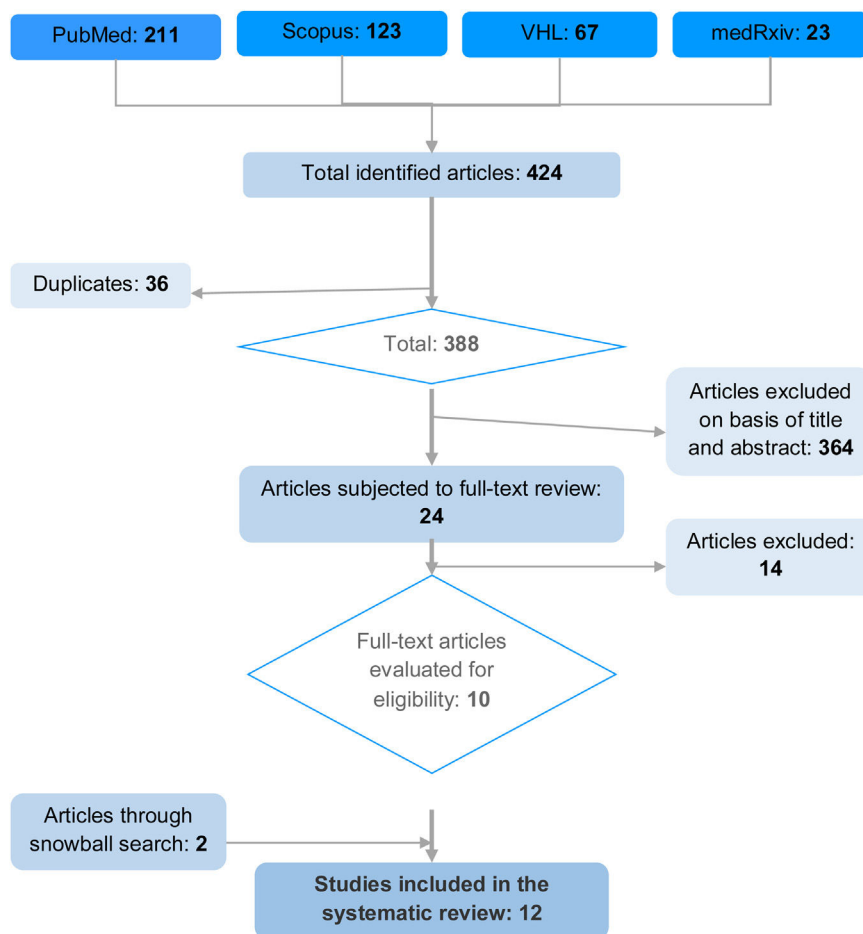 PubMed: 211
Scopus: 123
VHL: 67
medRxiv: 23
Total identified articles: 424
Duplicates: 36
Total: 388
Articles excluded
on basis of title
and abstract: 364
Articles subjected to full-text review:
24
Articles excluded:
14
Full-text articles
evaluated for
eligibility: 10
Articles through
snowball search: 2
Studies included in the
systematic review: 12